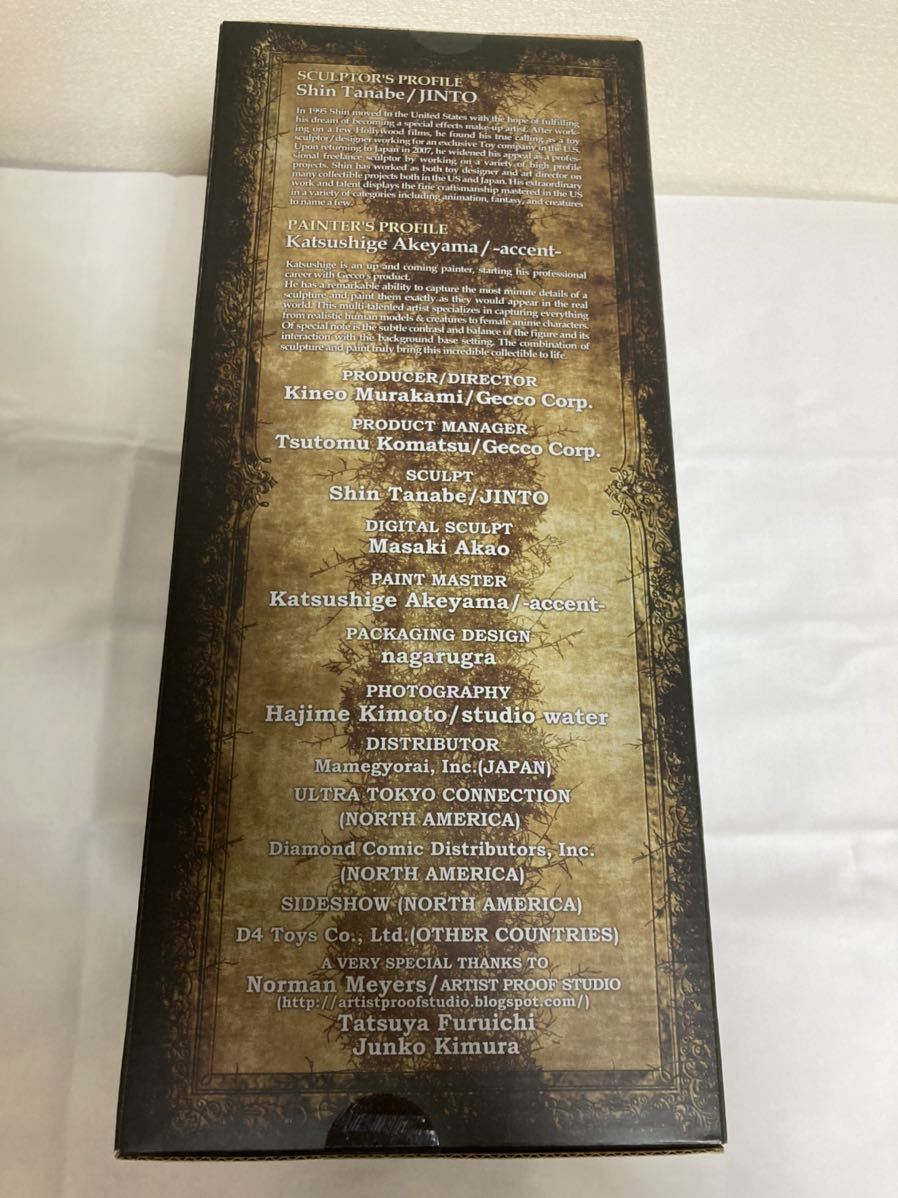 SCULPTOR'S PROFILE
Shin Tanabe/JINTO
In 1995 Shin moved to the United States with the hope of fulfilling
his dream of becoming a special effects make-up artist. After work-
ing on a few Hollywood films, he found his true calling as a toy
sculptor/designer working for an exclusive Toy company in the U.S.
Upon returning to Japan in 2007, he widened his appeal as a profes-
sional freelance sculptor by working on a variety of high profile
projects. Shin has worked as both toy designer and art director on
many collectible projects both in the US and Japan. His extraordinary
work and talent displays the fine craftsmanship mastered in the US
in a variety of categories including animation, fantasy, and creatures
to name a few.
PAINTER'S PROFILE
Katsushige Akeyama/-accent-
Katsushige is an up and coming painter, starting his professional
career with Gecco's product.
He has a remarkable ability to capture the most minute details of a
sculpture and paint them exactly as they would appear in the real
world. This multi-talented artist specializes in capturing everything
from realistic human models & creatures to female anime characters.
Of special note is the subtle contrast and balance of the figure and its
interaction with the background base setting. The combination of
sculpture and paint truly bring this incredible collectible to life.
PRODUCER/DIRECTOR
Kineo Murakami/Gecco Corp.
PRODUCT MANAGER
Tsutomu Komatsu/Gecco Corp.
SCULPT
Shin Tanabe/JINTO
DIGITAL SCULPT
Masaki Akao
PAINT MASTER
Katsushige Akeyama/-accent-
PACKAGING DESIGN
nagarugra
PHOTOGRAPHY
Hajime Kimoto/studio water
DISTRIBUTOR
Mamegyorai, Inc.(JAPAN)
ULTRA TOKYO CONNECTION
(NORTH AMERICA)
Diamond Comic Distributors, Inc.
(NORTH AMERICA)
SIDESHOW (NORTH AMERICA)
D4 Toys Co., Ltd.(OTHER COUNTRIES)
A VERY SPECIAL THANKS TO
Norman Meyers/ARTIST PROOF STUDIO
(http://artistproofstudio.blogspot.com/)
Tatsuya Furuichi
Junko Kimura